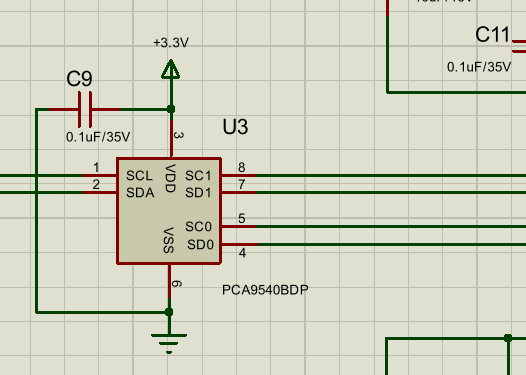 C11
+3.3V
0.1uF/35V
C9
0.1uF/35V
3
U3
1 SCL VDD SC1 8
2 SDA SD1 7
VSS SC0 5
SD0 4
6
PCA9540BDP